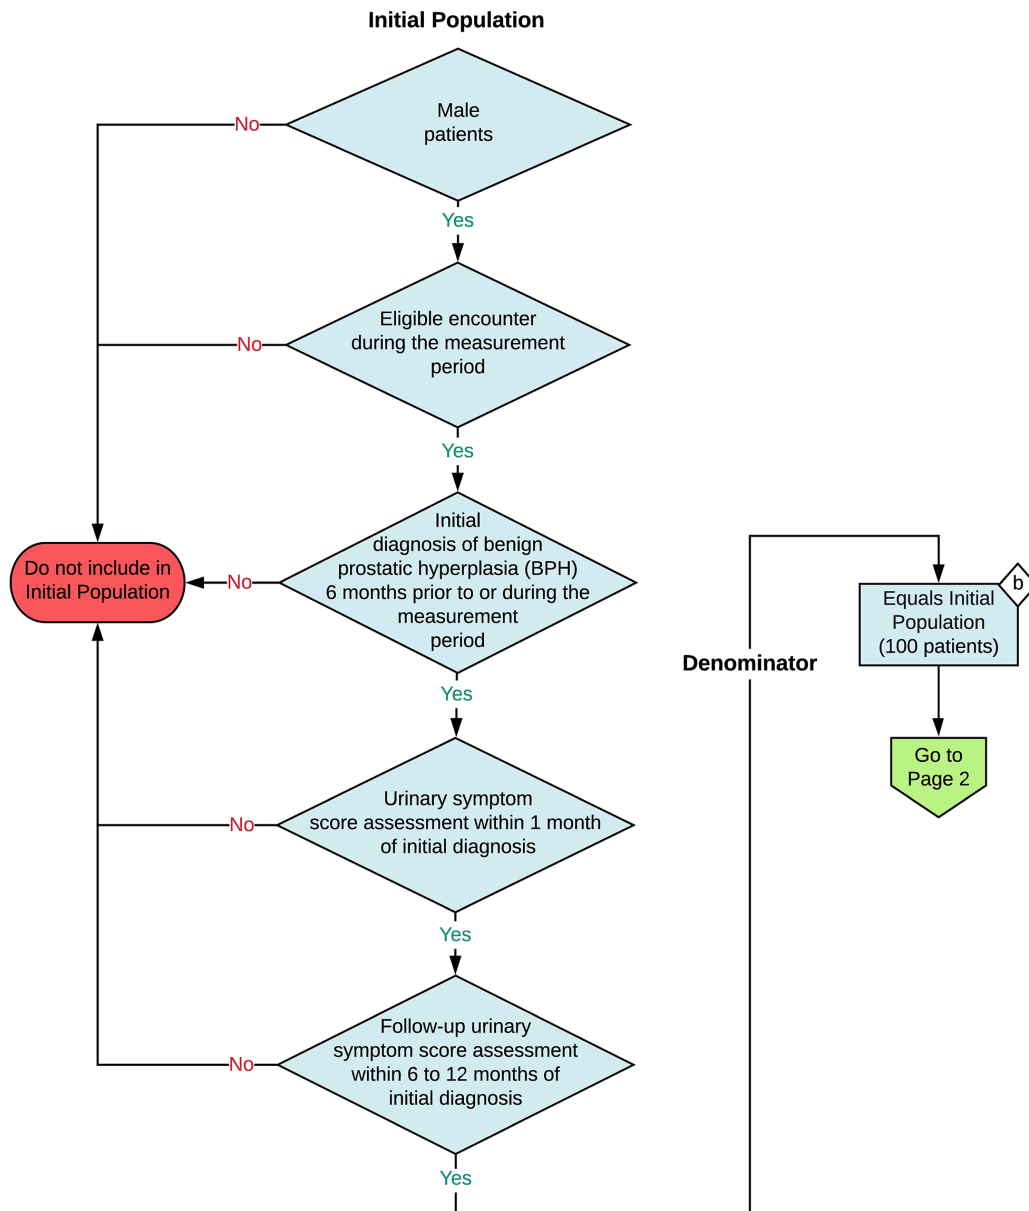 Initial Population
Male
patients
No
Yes
Eligible encounter
during the measurement
period
No
Yes
Initial
diagnosis of benign
prostatic hyperplasia (BPH)
6 months prior to or during the
measurement
period
No
Do not include in
Initial Population
Yes
Urinary symptom
score assessment within 1 month
of initial diagnosis
No
Yes
Follow-up urinary
symptom score assessment
within 6 to 12 months of
initial diagnosis
No
Yes
Denominator
b
Equals Initial
Population
(100 patients)
Go to
Page 2